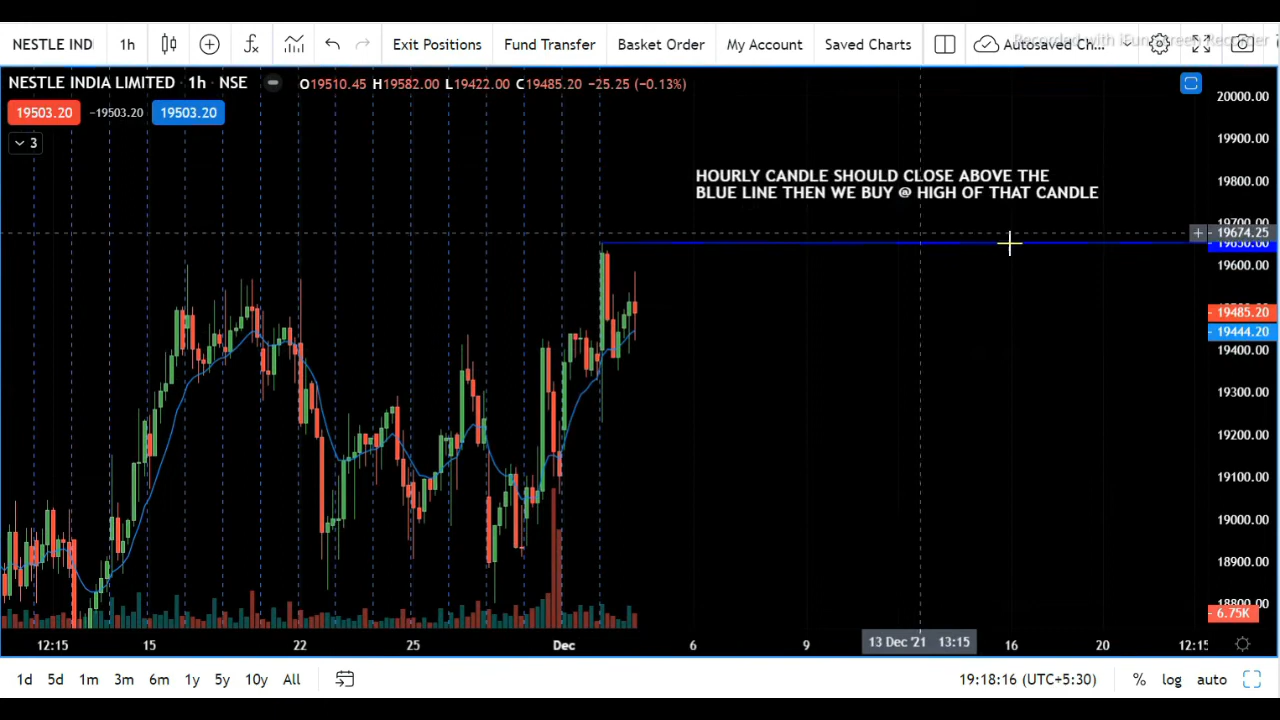 NESTLE IND
1h
Exit Positions
Fund Transfer
Basket Order
My Account
Saved Charts
Autosaved Ch...
NESTLE INDIA LIMITED · 1h · NSE
O19510.45 H19582.00 L19422.00 C19485.20 −25.25 (−0.13%)
19503.20 −19503.20 19503.20
3
HOURLY CANDLE SHOULD CLOSE ABOVE THE
BLUE LINE THEN WE BUY @ HIGH OF THAT CANDLE
20000.00
19900.00
19800.00
19700.00
19674.25
19650.00
19600.00
19485.20
19444.20
19400.00
19300.00
19200.00
19100.00
19000.00
18900.00
18800.00
6.75K
12:15 15 22 25 Dec 6 9 13 Dec '21 13:15 16 20 12:15
1d 5d 1m 3m 6m 1y 5y 10y All
19:18:16 (UTC+5:30) % log auto